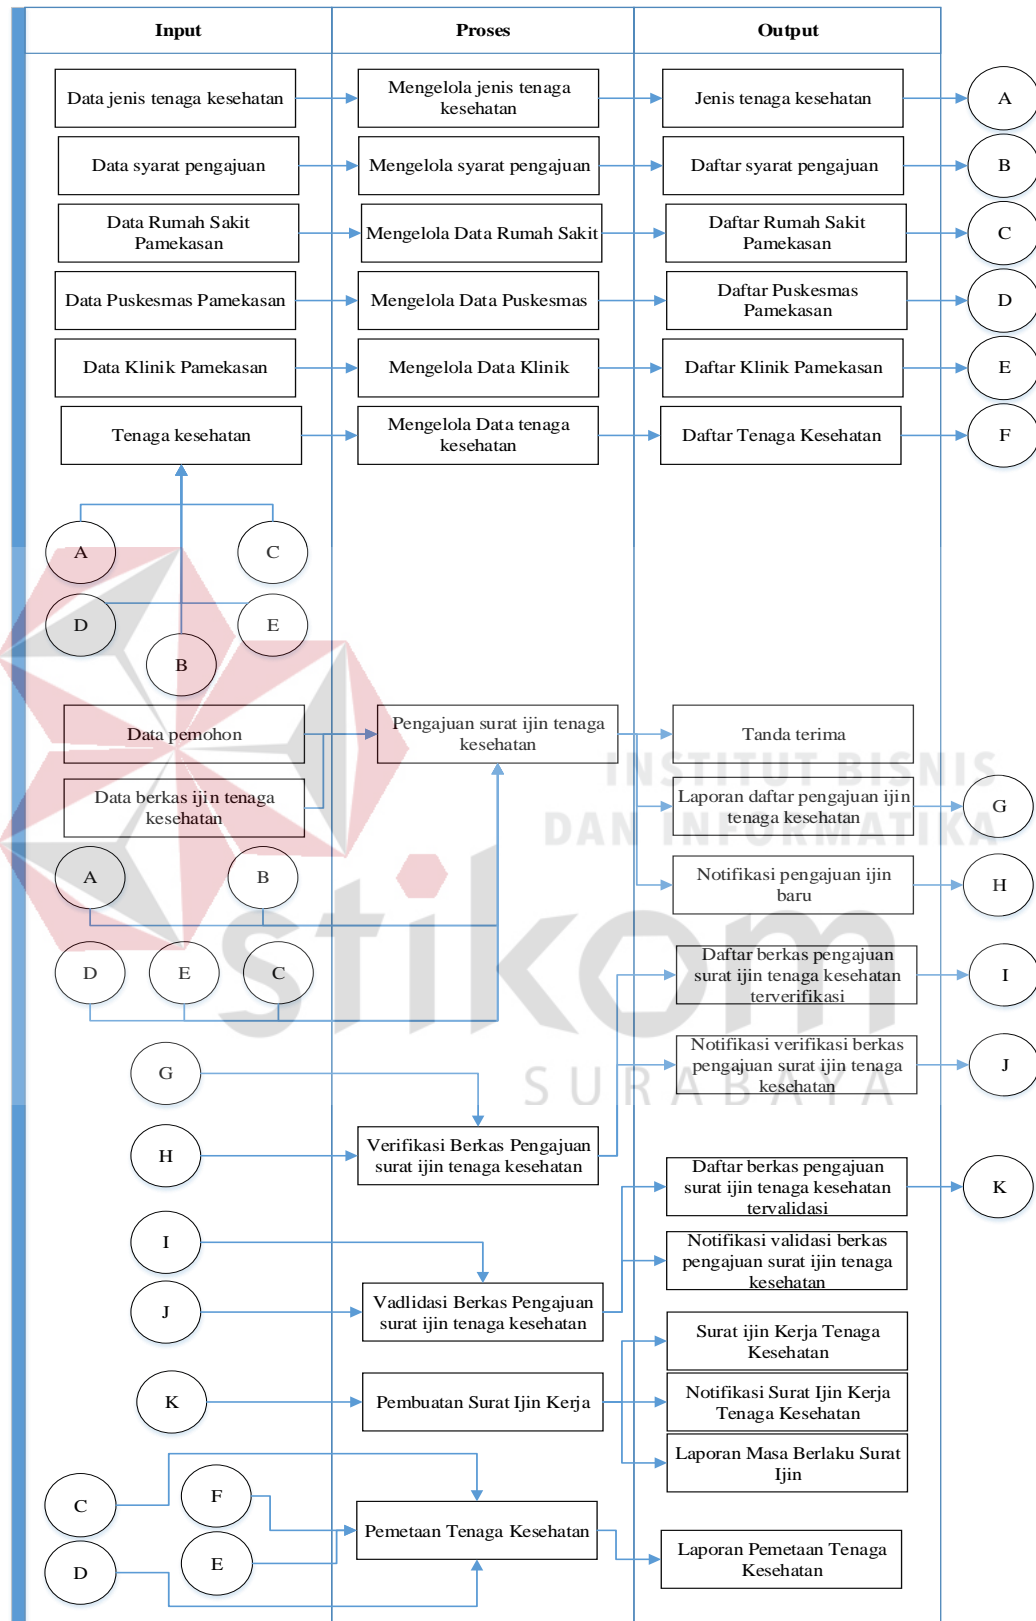 Input
Proses
Output
Data jenis tenaga kesehatan
Mengelola jenis tenaga
kesehatan
Jenis tenaga kesehatan
A
Data syarat pengajuan
Mengelola syarat pengajuan
Daftar syarat pengajuan
B
Data Rumah Sakit
Pamekasan
Mengelola Data Rumah Sakit
Daftar Rumah Sakit
Pamekasan
C
Data Puskesmas Pamekasan
Mengelola Data Puskesmas
Daftar Puskesmas
Pamekasan
D
Data Klinik Pamekasan
Mengelola Data Klinik
Daftar Klinik Pamekasan
E
Tenaga kesehatan
Mengelola Data tenaga
kesehatan
Daftar Tenaga Kesehatan
F
A
C
D
E
B
Data pemohon
Pengajuan surat ijin tenaga
kesehatan
Tanda terima
INSTITUT BISNIS
DAN INFORMATIKA
Data berkas ijin tenaga
kesehatan
Laporan daftar pengajuan ijin
tenaga kesehatan
G
A
B
Notifikasi pengajuan ijin
baru
H
stikom
SURABAYA
D
E
C
Daftar berkas pengajuan
surat ijin tenaga kesehatan
terverifikasi
I
G
Notifikasi verifikasi berkas
pengajuan surat ijin tenaga
kesehatan
J
H
Verifikasi Berkas Pengajuan
surat ijin tenaga kesehatan
Daftar berkas pengajuan
surat ijin tenaga kesehatan
tervalidasi
K
I
Notifikasi validasi berkas
pengajuan surat ijin tenaga
kesehatan
J
Vadlidasi Berkas Pengajuan
surat ijin tenaga kesehatan
Surat ijin Kerja Tenaga
Kesehatan
K
Pembuatan Surat Ijin Kerja
Notifikasi Surat Ijin Kerja
Tenaga Kesehatan
Laporan Masa Berlaku Surat
Ijin
C
F
Pemetaan Tenaga Kesehatan
D
E
Laporan Pemetaan Tenaga
Kesehatan